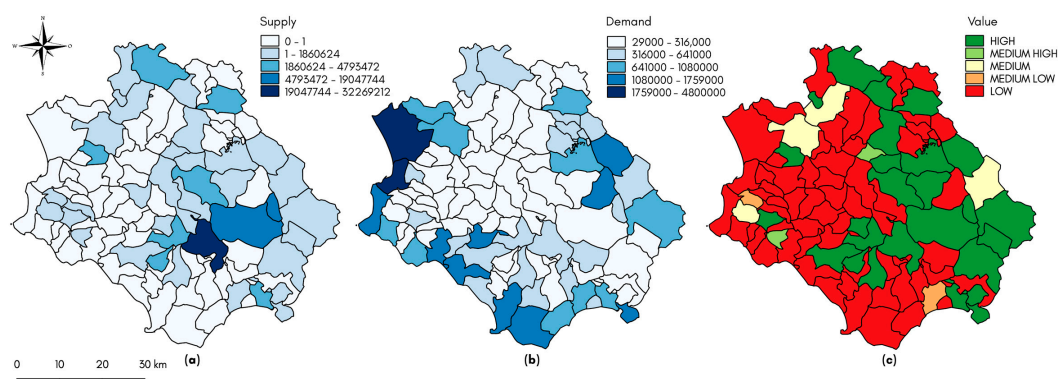 N
W O
S
Supply
0 - 1
1 - 1860624
1860624 - 4793472
4793472 - 19047744
19047744 - 32269212
Demand
29000 - 316,000
316000 - 641000
641000 - 1080000
1080000 - 1759000
1759000 - 4800000
Value
HIGH
MEDIUM HIGH
MEDIUM
MEDIUM LOW
LOW
(a)
(b)
(c)
0 10 20 30 km